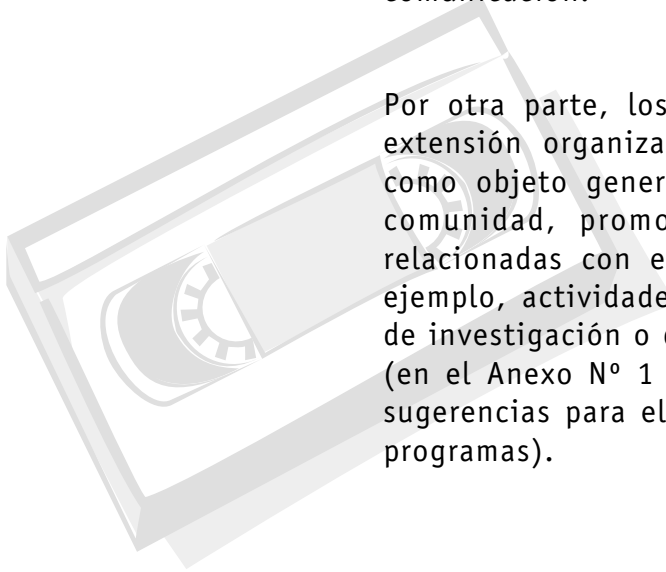 comunicación.
Por otra parte, los
extensión organiza
como objeto gener
comunidad, promo
relacionadas con e
ejemplo, actividade
de investigación o
(en el Anexo Nº 1
sugerencias para el
programas).